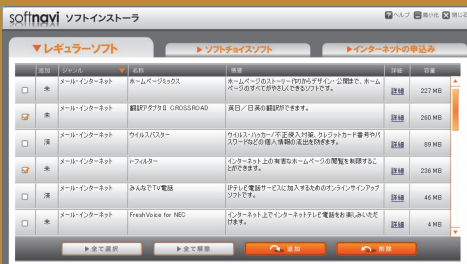 softnavi ソフトインストーラ
ヘルプ 最小化 閉じる
▼レギュラーソフト ▶ソフトチョイスソフト ▶インターネットの申込み
追加 ジャンル 名称 概要 詳細 容量
未 メール・インターネット ホームページミックス ホームページのストーリー作りからデザイン・公開まで、ホーム
ページのすべてがやさしくできるソフトです。 詳細 227 MB
未 メール・インターネット 翻訳アダプタII CROSSROAD 英日／日英の翻訳ができます。 詳細 260 MB
済 メール・インターネット ウイルスバスター ウイルス・ハッカー/不正侵入対策、クレジットカード番号やパ
スワードなどの個人情報の流出を防ぎます。 詳細 89 MB
未 メール・インターネット i-フィルター インターネット上の有害なホームページの閲覧を制限するこ
とができます。 詳細 236 MB
済 メール・インターネット みんなでTV電話 IPテレビ電話サービスに加入するためのオンラインサインアップ
ソフトです。 詳細 46 MB
未 メール・インターネット FreshVoice for NEC インターネット上でインターネットテレビ電話をお楽しみいただ
けます。 詳細 4 MB
▶全て選択 ▶全て解除 追加 削除